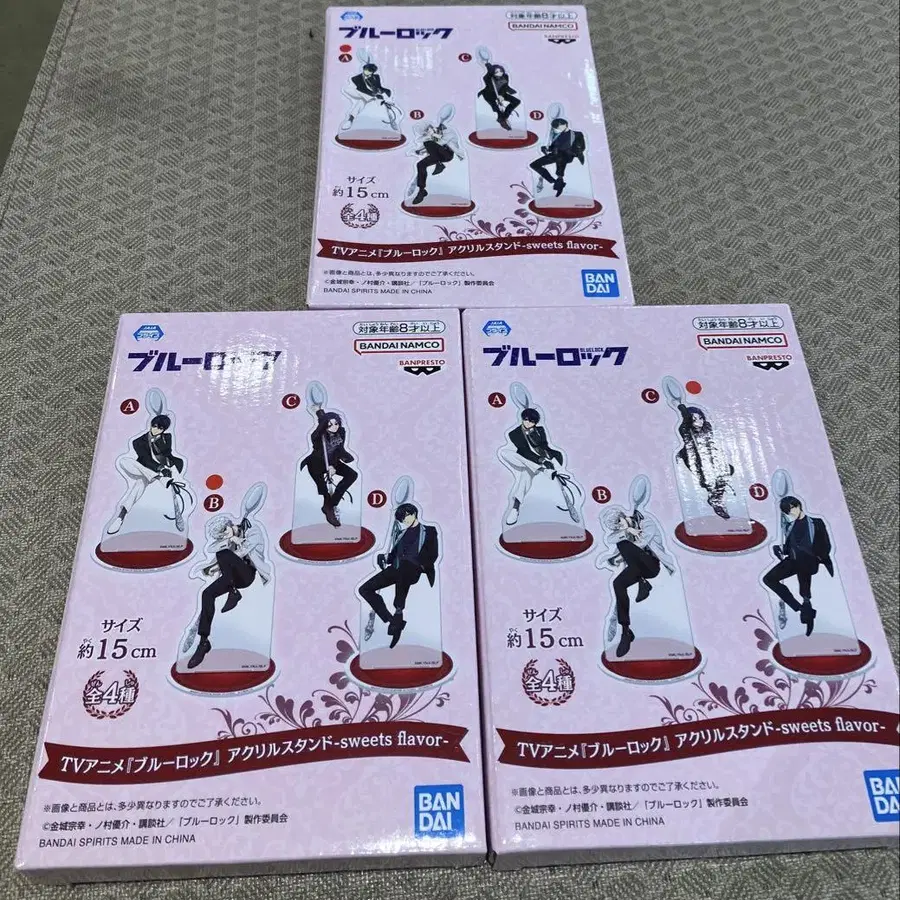 対象年齢8才以上
BANDAI NAMCO
BANPRESTO
ブルーロック
A
C
B
D
サイズ
約15cm
全4種
TVアニメ『ブルーロック』 アクリルスタンド-sweets flavor-
※画像と商品とは、多少異なりますのでご了承ください。
©金城宗幸・ノ村優介・講談社/「ブルーロック」製作委員会
BANDAI SPIRITS MADE IN CHINA
BAN
DAI
対象年齢8才以上
BANDAI NAMCO
BANPRESTO
ブルーロック
A
C
B
D
サイズ
約15cm
全4種
TVアニメ『ブルーロック』 アクリルスタンド-sweets flavor-
※画像と商品とは、多少異なりますのでご了承ください。
©金城宗幸・ノ村優介・講談社/「ブルーロック」製作委員会
BANDAI SPIRITS MADE IN CHINA
BAN
DAI
対象年齢8才以上
BANDAI NAMCO
BANPRESTO
BLUELOCK
ブルーロック
A
C
B
D
サイズ
約15cm
全4種
TVアニメ『ブルーロック』 アクリルスタンド-sweets flavor-
※画像と商品とは、多少異なりますのでご了承ください。
©金城宗幸・ノ村優介・講談社/「ブルーロック」製作委員会
BANDAI SPIRITS MADE IN CHINA
BAN
DAI